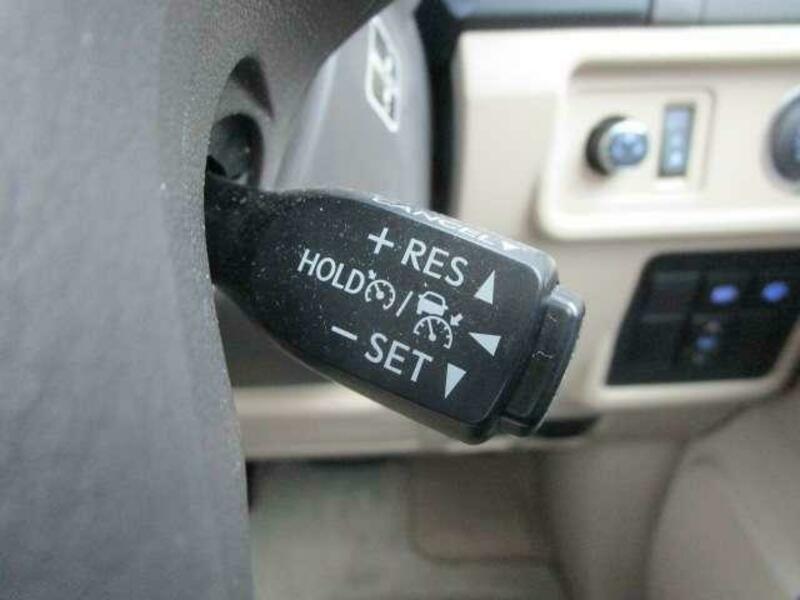 CANCEL
+ RES
HOLD /
− SET